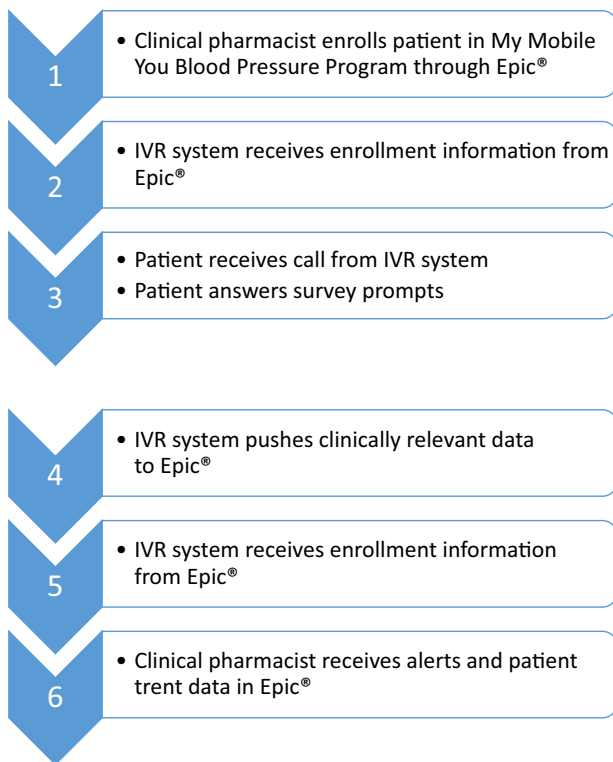 1
• Clinical pharmacist enrolls patient in My Mobile
You Blood Pressure Program through Epic®
2
• IVR system receives enrollment information from
Epic®
3
• Patient receives call from IVR system
• Patient answers survey prompts
4
• IVR system pushes clinically relevant data
to Epic®
5
• IVR system receives enrollment information
from Epic®
6
• Clinical pharmacist receives alerts and patient
trent data in Epic®